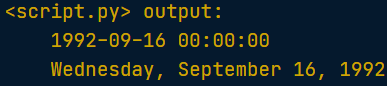 <script.py> output:
1992-09-16 00:00:00
Wednesday, September 16, 1992